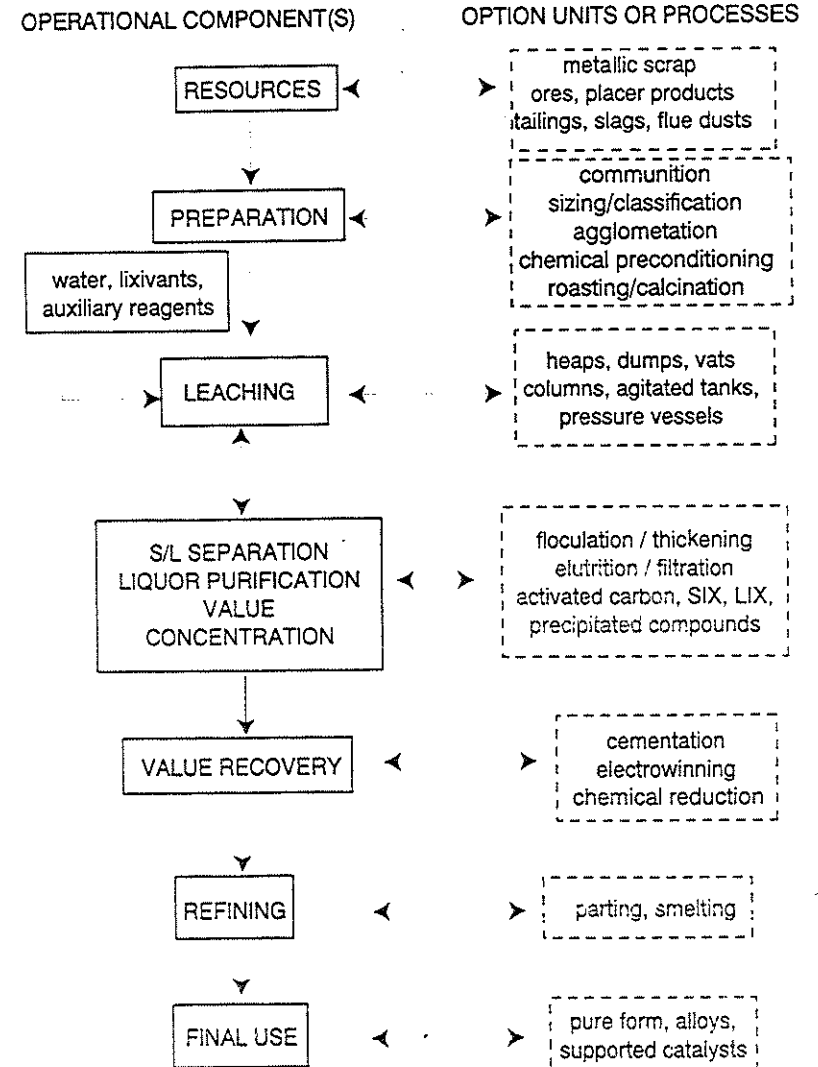 OPERATIONAL COMPONENT(S)
OPTION UNITS OR PROCESSES
RESOURCES
metallic scrap
ores, placer products
tailings, slags, flue dusts
PREPARATION
communition
sizing/classification
agglometation
chemical preconditioning
roasting/calcination
water, lixivants,
auxiliary reagents
LEACHING
heaps, dumps, vats
columns, agitated tanks,
pressure vessels
S/L SEPARATION
LIQUOR PURIFICATION
VALUE
CONCENTRATION
floculation / thickening
elutrition / filtration
activated carbon, SIX, LIX,
precipitated compounds
VALUE RECOVERY
cementation
electrowinning
chemical reduction
REFINING
parting, smelting
FINAL USE
pure form, alloys,
supported catalysts